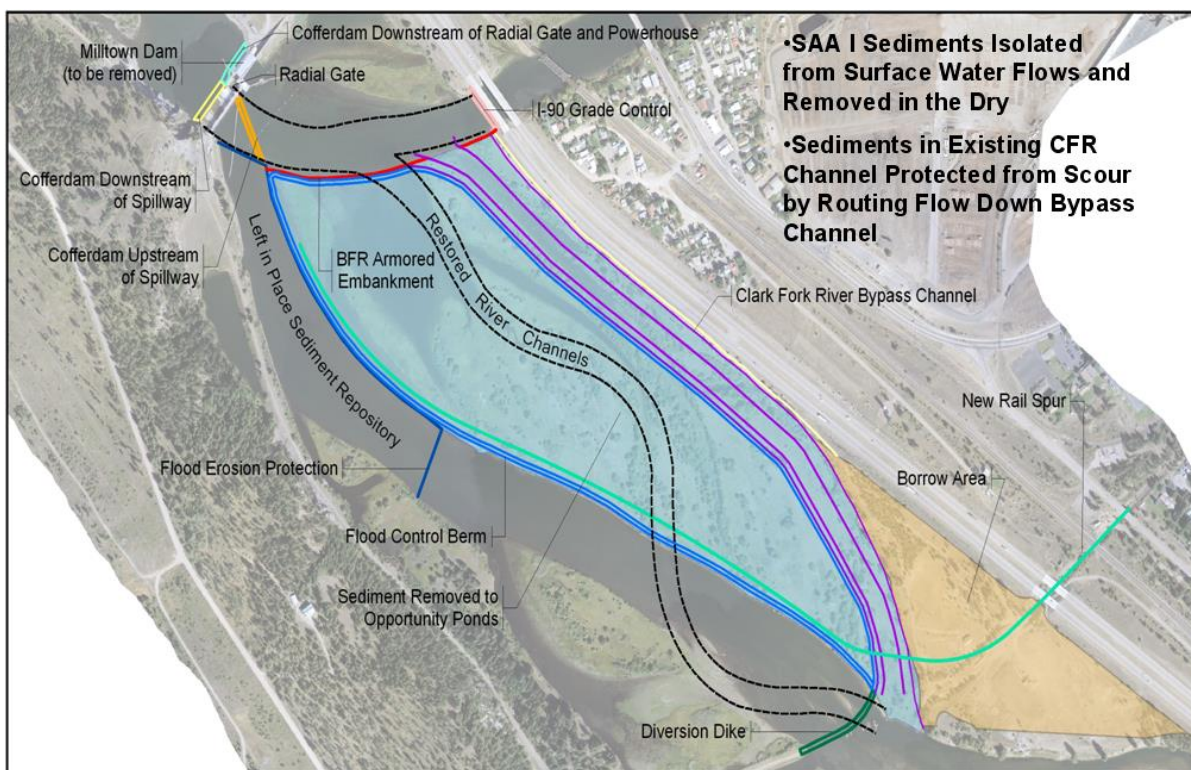 Cofferdam Downstream of Radial Gate and Powerhouse
Milltown Dam
(to be removed)
Radial Gate
I-90 Grade Control
•SAA I Sediments Isolated
from Surface Water Flows and
Removed in the Dry
•Sediments in Existing CFR
Channel Protected from Scour
by Routing Flow Down Bypass
Channel
Cofferdam Downstream
of Spillway
Cofferdam Upstream
of Spillway
BFR Armored
Embankment
Left in Place Sediment Repository
Restored
River Channels
Clark Fork River Bypass Channel
New Rail Spur
Flood Erosion Protection
Borrow Area
Flood Control Berm
Sediment Removed to
Opportunity Ponds
Diversion Dike